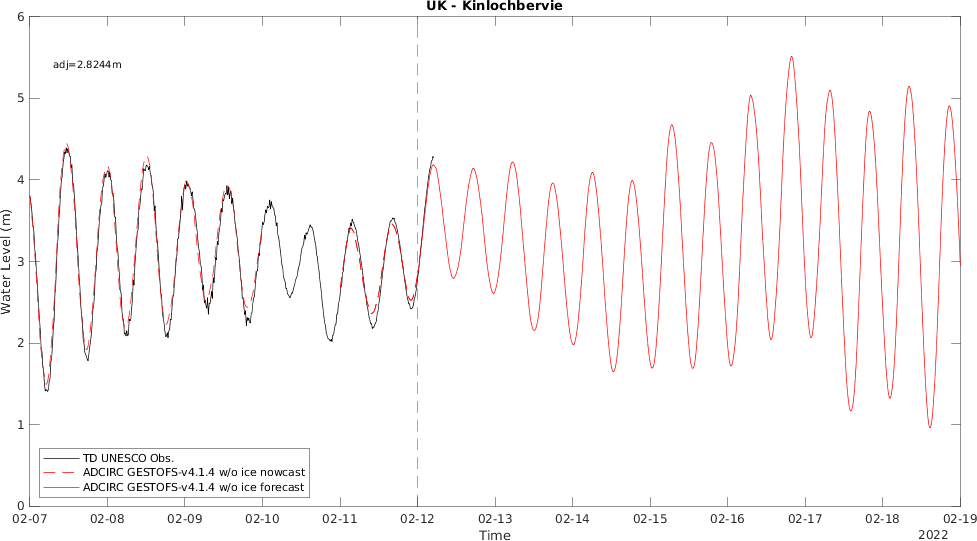 UK - Kinlochbervie
adj=2.8244m
Water Level (m)
6
5
4
3
2
1
0
TD UNESCO Obs.
ADCIRC GESTOFS-v4.1.4 w/o ice nowcast
ADCIRC GESTOFS-v4.1.4 w/o ice forecast
02-07 02-08 02-09 02-10 02-11 02-12 02-13 02-14 02-15 02-16 02-17 02-18 02-19
Time
2022